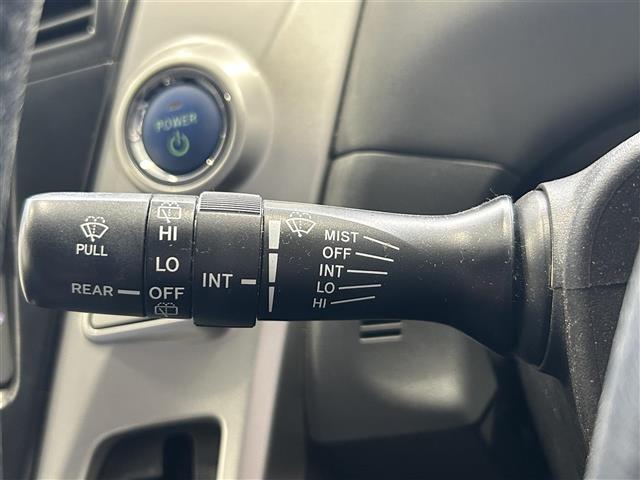 POWER
PULL
REAR
HI
LO
OFF
INT
MIST
OFF
INT
LO
HI